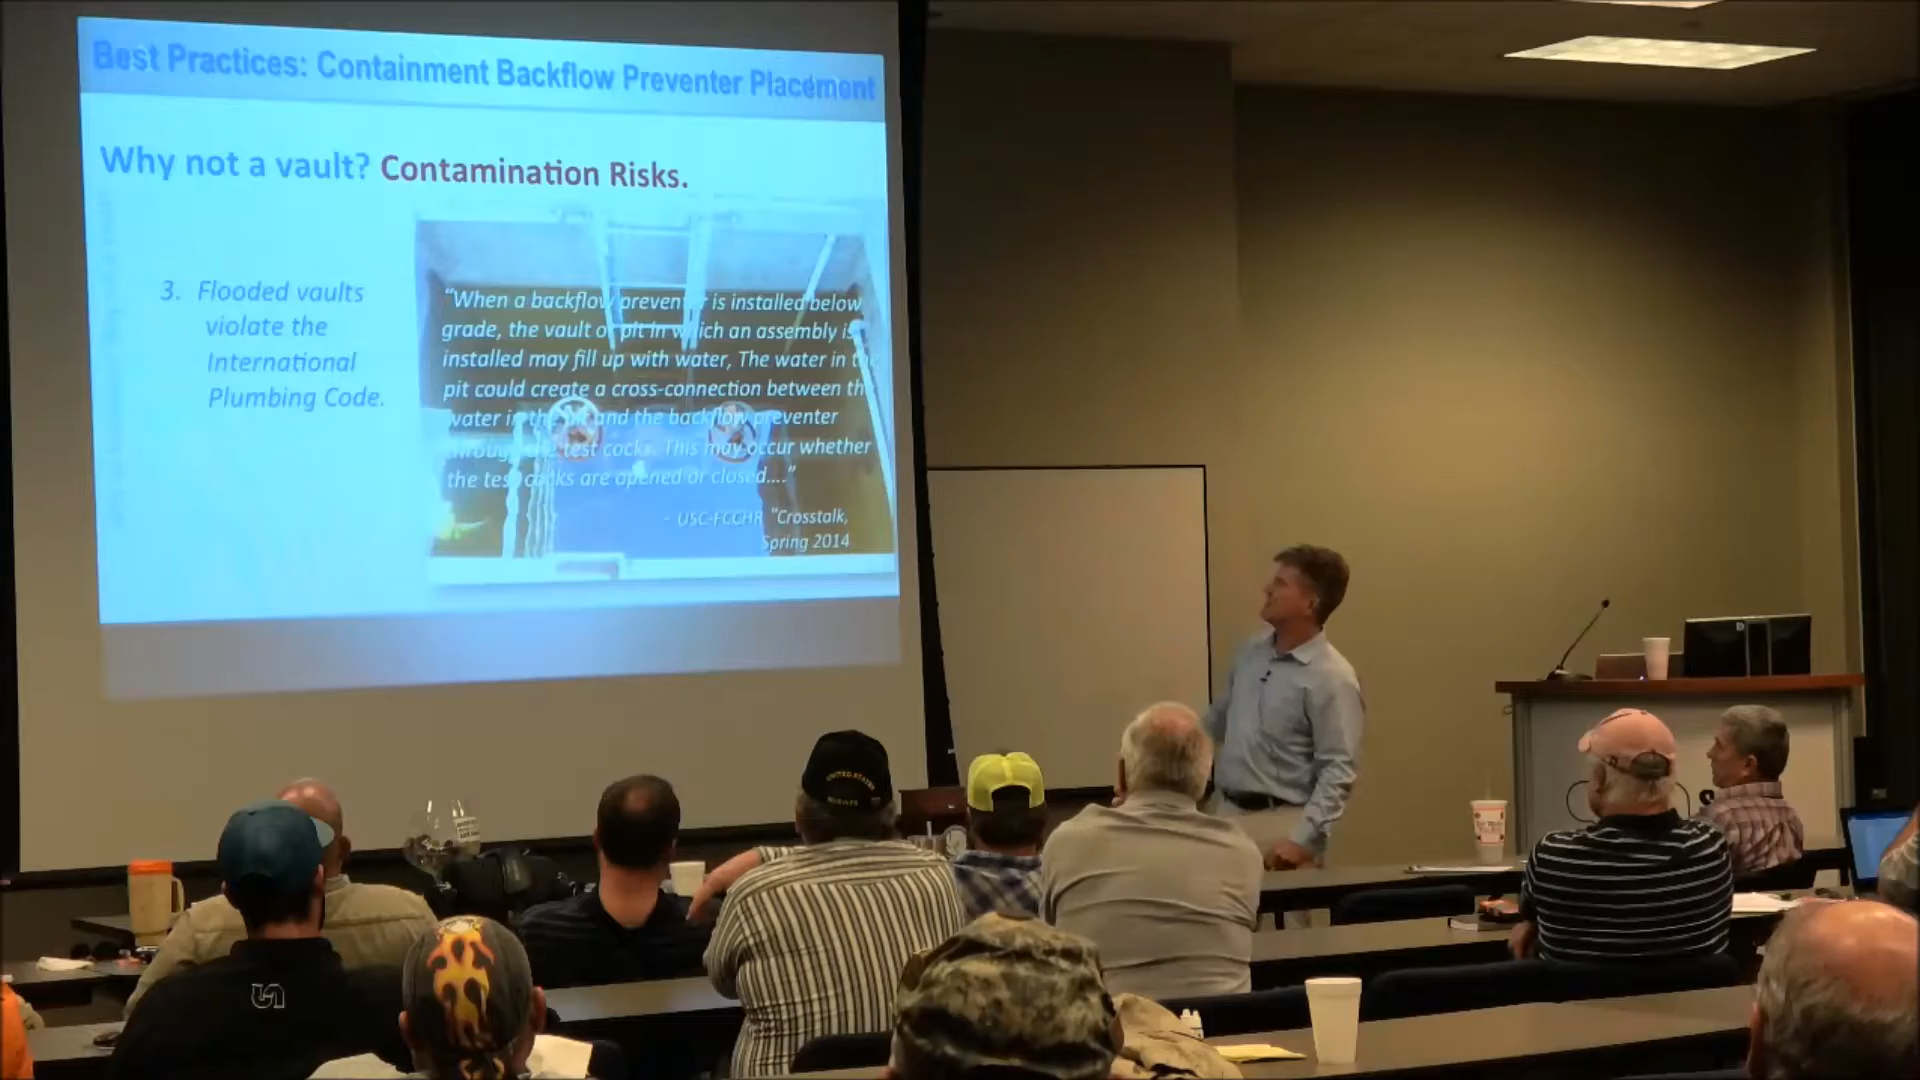 Best Practices: Containment Backflow Preventer Placement
Why not a vault? Contamination Risks.
3. Flooded vaults
violate the
International
Plumbing Code.
“When a backflow preventer is installed below
grade, the vault or pit in which an assembly is
installed may fill up with water, The water in the
pit could create a cross-connection between the
water in the pit and the backflow preventer
through the test cocks. This may occur whether
the test cocks are opened or closed....”
- USC-FCCHR “Crosstalk,
Spring 2014
UNITED STATES